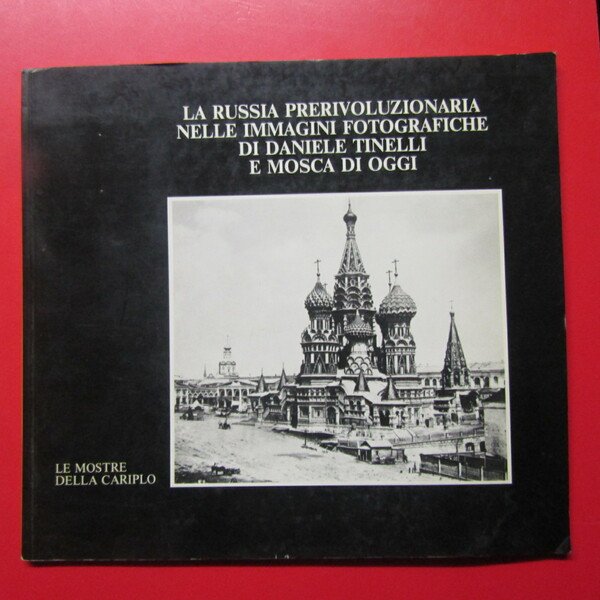 LA RUSSIA PRERIVOLUZIONARIA
NELLE IMMAGINI FOTOGRAFICHE
DI DANIELE TINELLI
E MOSCA DI OGGI
LE MOSTRE
DELLA CARIPLO